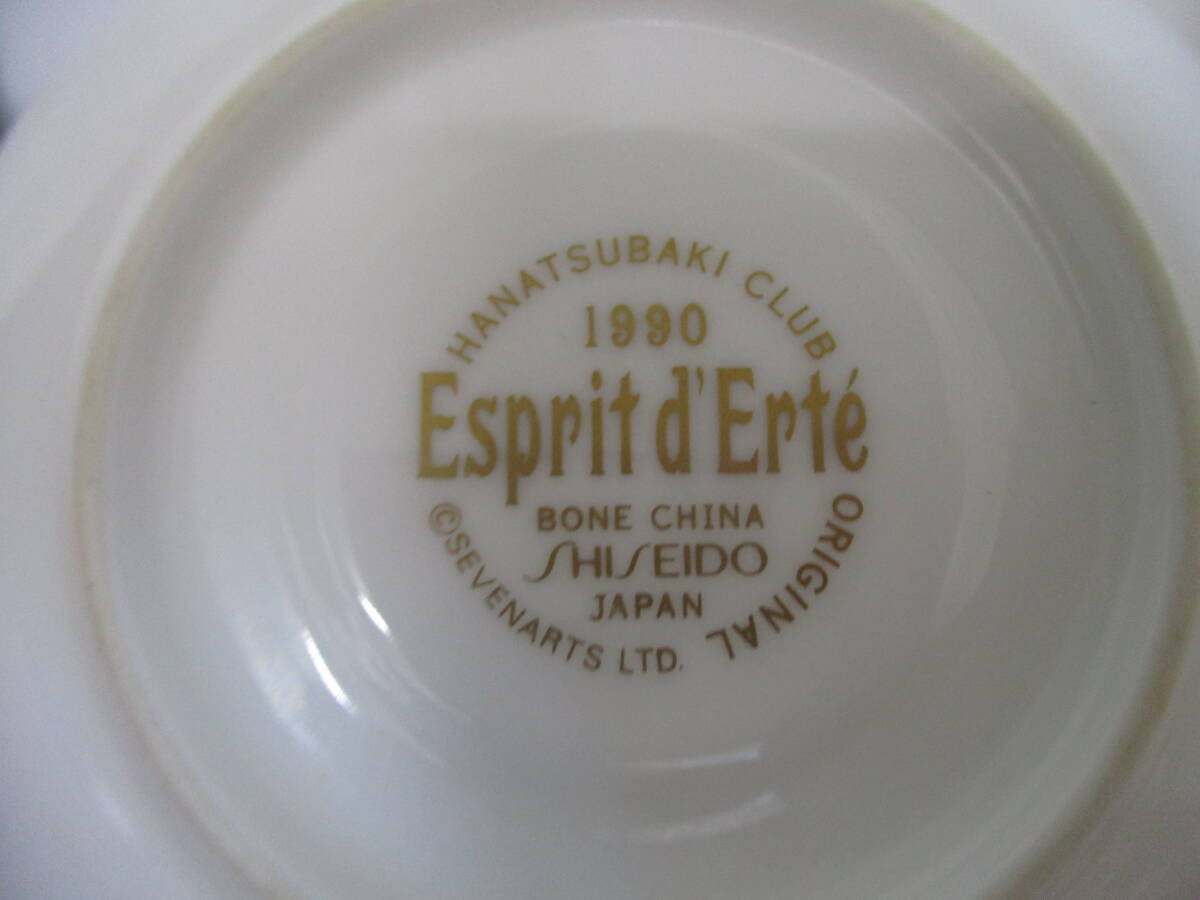 HANATSUBAKI CLUB ORIGINAL
1990
Esprit d'Erté
BONE CHINA
SHISEIDO
JAPAN
©SEVENARTS LTD.